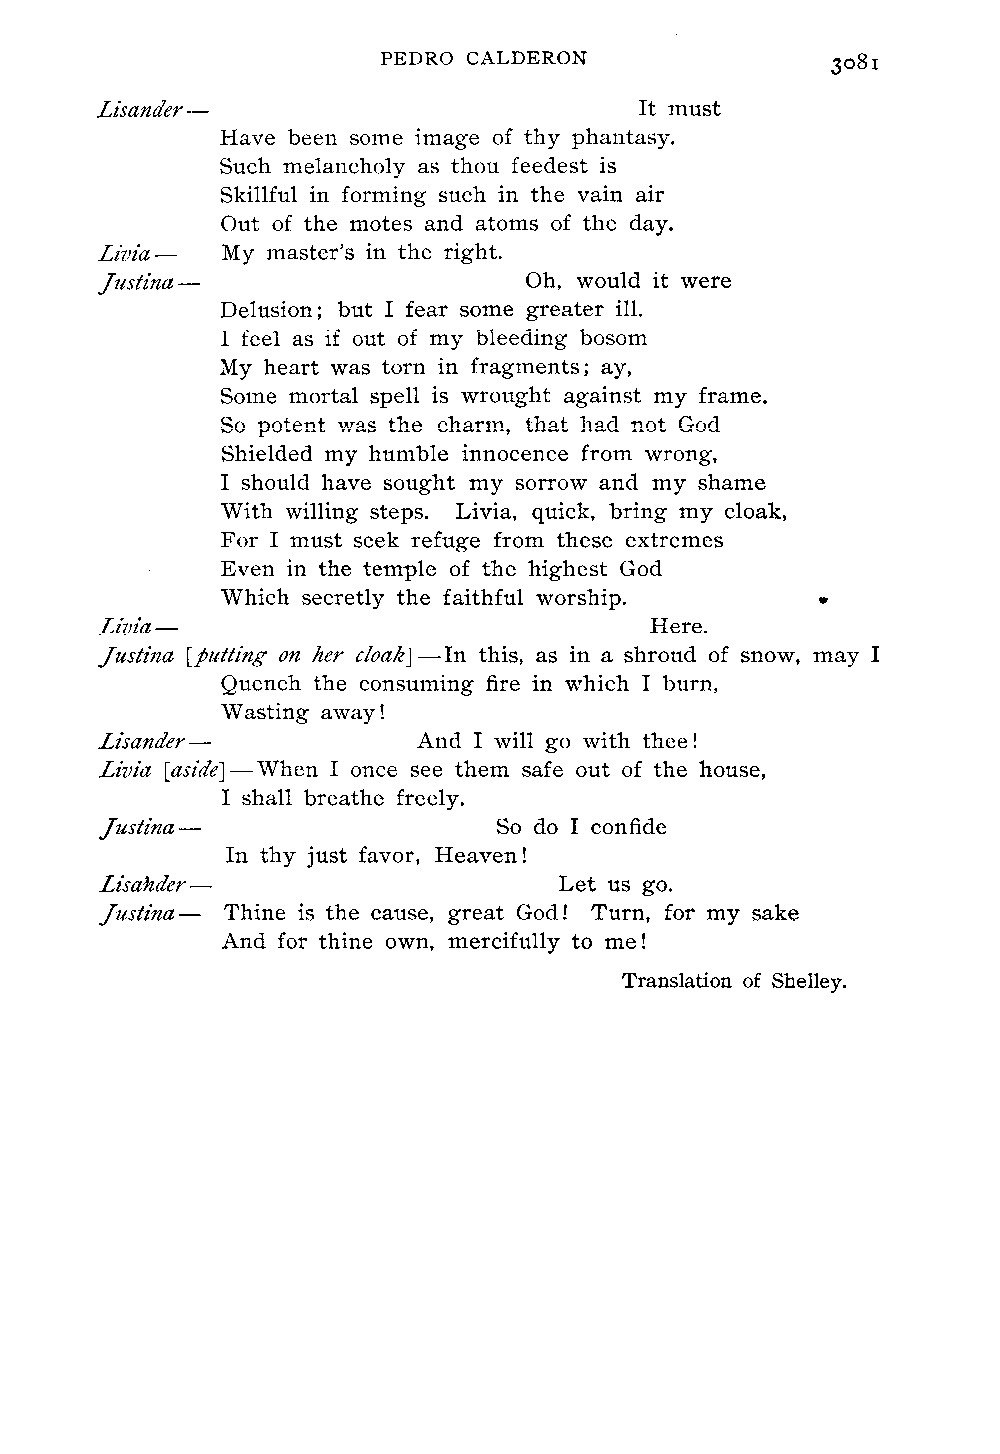 PEDRO CALDERON 3081
Lisander— It must
Have been some image of thy phantasy.
Such melancholy as thou feedest is
Skillful in forming such in the vain air
Out of the motes and atoms of the day.
Livia— My master's in the right.
Justina— Oh, would it were
Delusion; but I fear some greater ill.
I feel as if out of my bleeding bosom
My heart was torn in fragments; ay,
Some mortal spell is wrought against my frame.
So potent was the charm, that had not God
Shielded my humble innocence from wrong,
I should have sought my sorrow and my shame
With willing steps. Livia, quick, bring my cloak,
For I must seek refuge from these extremes
Even in the temple of the highest God
Which secretly the faithful worship.
Livia— Here.
Justina [putting on her cloak]—In this, as in a shroud of snow, may I
Quench the consuming fire in which I burn,
Wasting away!
Lisander— And I will go with thee!
Livia [aside]—When I once see them safe out of the house,
I shall breathe freely.
Justina— So do I confide
In thy just favor, Heaven!
Lisander— Let us go.
Justina— Thine is the cause, great God! Turn, for my sake
And for thine own, mercifully to me!
Translation of Shelley.